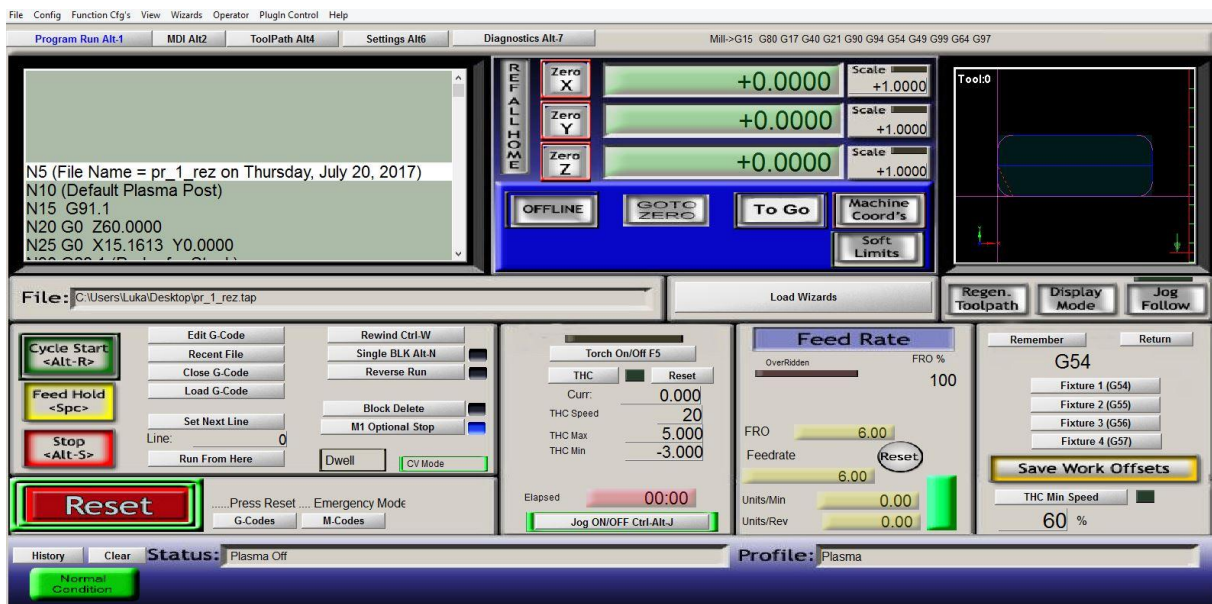 File Config Function Cfg's View Wizards Operator PlugIn Control Help
Program Run Alt-1 MDI Alt2 ToolPath Alt4 Settings Alt6 Diagnostics Alt-7 Mill->G15 G80 G17 G40 G21 G90 G94 G54 G49 G99 G64 G97
N5 (File Name = pr_1_rez on Thursday, July 20, 2017)
N10 (Default Plasma Post)
N15 G91.1
N20 G0 Z60.0000
N25 G0 X15.1613 Y0.0000
REF ALL HOME
Zero X +0.0000 Scale +1.0000
Zero Y +0.0000 Scale +1.0000
Zero Z +0.0000 Scale +1.0000
OFFLINE GOTO ZERO To Go Machine Coord's
Soft Limits
Tool:0
File: C:\Users\Luka\Desktop\pr_1_rez.tap
Load Wizards
Regen. Toolpath Display Mode Jog Follow
Cycle Start <Alt-R>
Feed Hold <Spc>
Stop <Alt-S>
Edit G-Code
Recent File
Close G-Code
Load G-Code
Set Next Line
Line: 0
Run From Here
Rewind Ctrl-W
Single BLK Alt-N
Reverse Run
Block Delete
M1 Optional Stop
Dwell CV Mode
Reset
......Press Reset .... Emergency Mode
G-Codes M-Codes
Torch On/Off F5
THC Reset
Curr: 0.000
THC Speed 20
THC Max 5.000
THC Min -3.000
Elapsed 00:00
Jog ON/OFF Ctrl-Alt-J
Feed Rate
OverRidden FRO %
100
FRO 6.00
Feedrate Reset
6.00
Units/Min 0.00
Units/Rev 0.00
Remember Return
G54
Fixture 1 (G54)
Fixture 2 (G55)
Fixture 3 (G56)
Fixture 4 (G57)
Save Work Offsets
THC Min Speed
60 %
History Clear Status: Plasma Off Profile: Plasma
Normal Condition